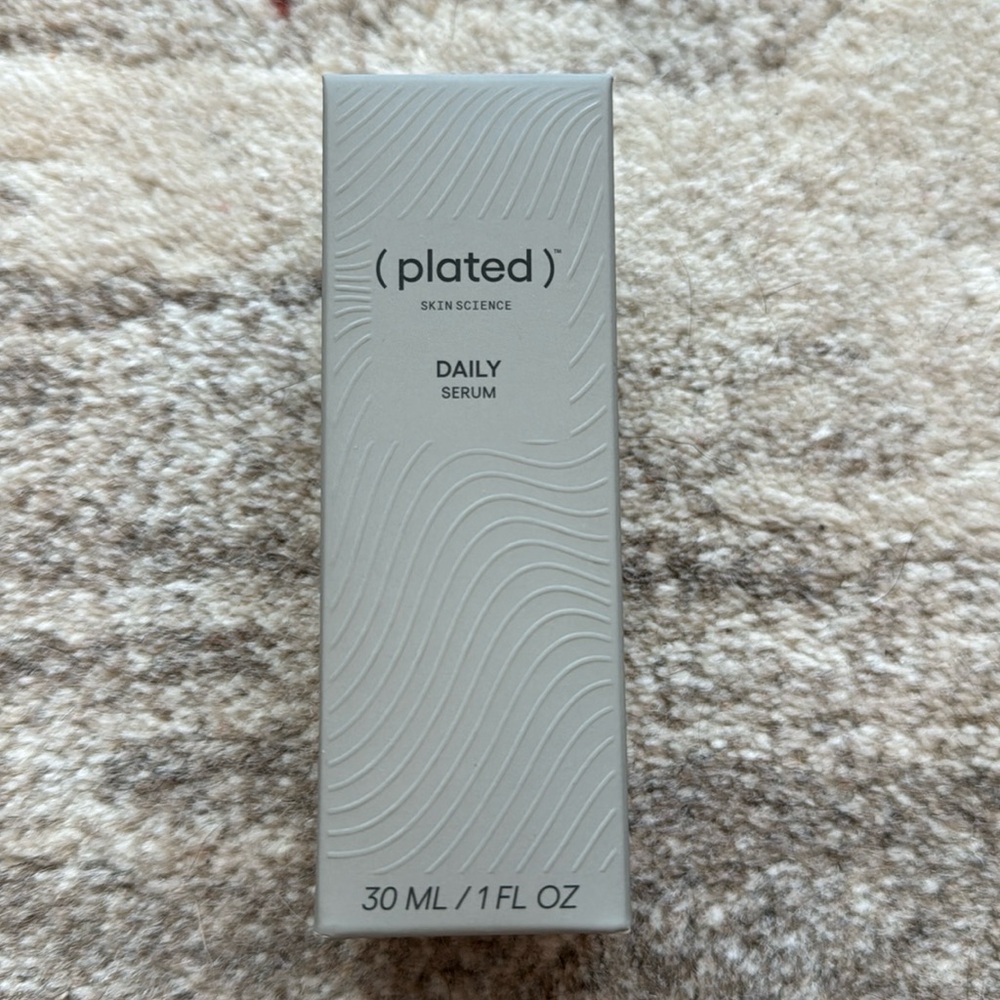 ( plated )™
SKIN SCIENCE
DAILY
SERUM
30 ML / 1 FL OZ